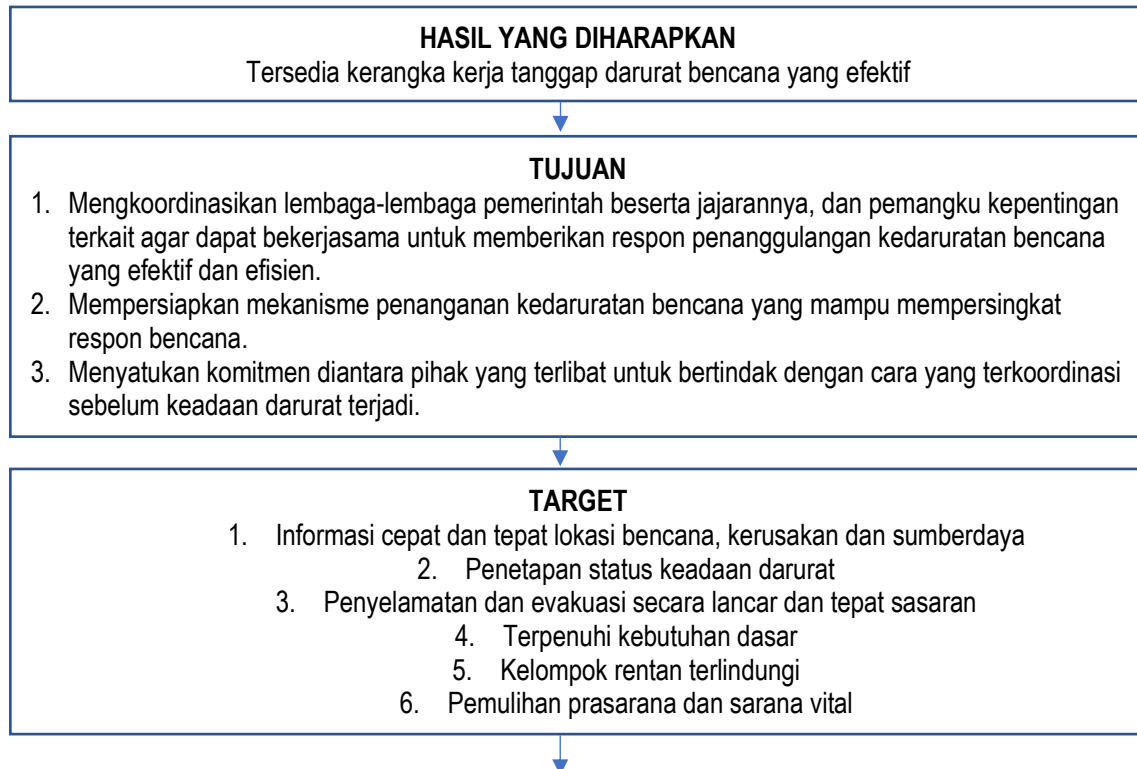 HASIL YANG DIHARAPKAN
Tersedia kerangka kerja tanggap darurat bencana yang efektif
TUJUAN
1. Mengkoordinasikan lembaga-lembaga pemerintah beserta jajarannya, dan pemangku kepentingan
terkait agar dapat bekerjasama untuk memberikan respon penanggulangan kedaruratan bencana
yang efektif dan efisien.
2. Mempersiapkan mekanisme penanganan kedaruratan bencana yang mampu mempersingkat
respon bencana.
3. Menyatukan komitmen diantara pihak yang terlibat untuk bertindak dengan cara yang terkoordinasi
sebelum keadaan darurat terjadi.
TARGET
1. Informasi cepat dan tepat lokasi bencana, kerusakan dan sumberdaya
2. Penetapan status keadaan darurat
3. Penyelamatan dan evakuasi secara lancar dan tepat sasaran
4. Terpenuhi kebutuhan dasar
5. Kelompok rentan terlindungi
6. Pemulihan prasarana dan sarana vital